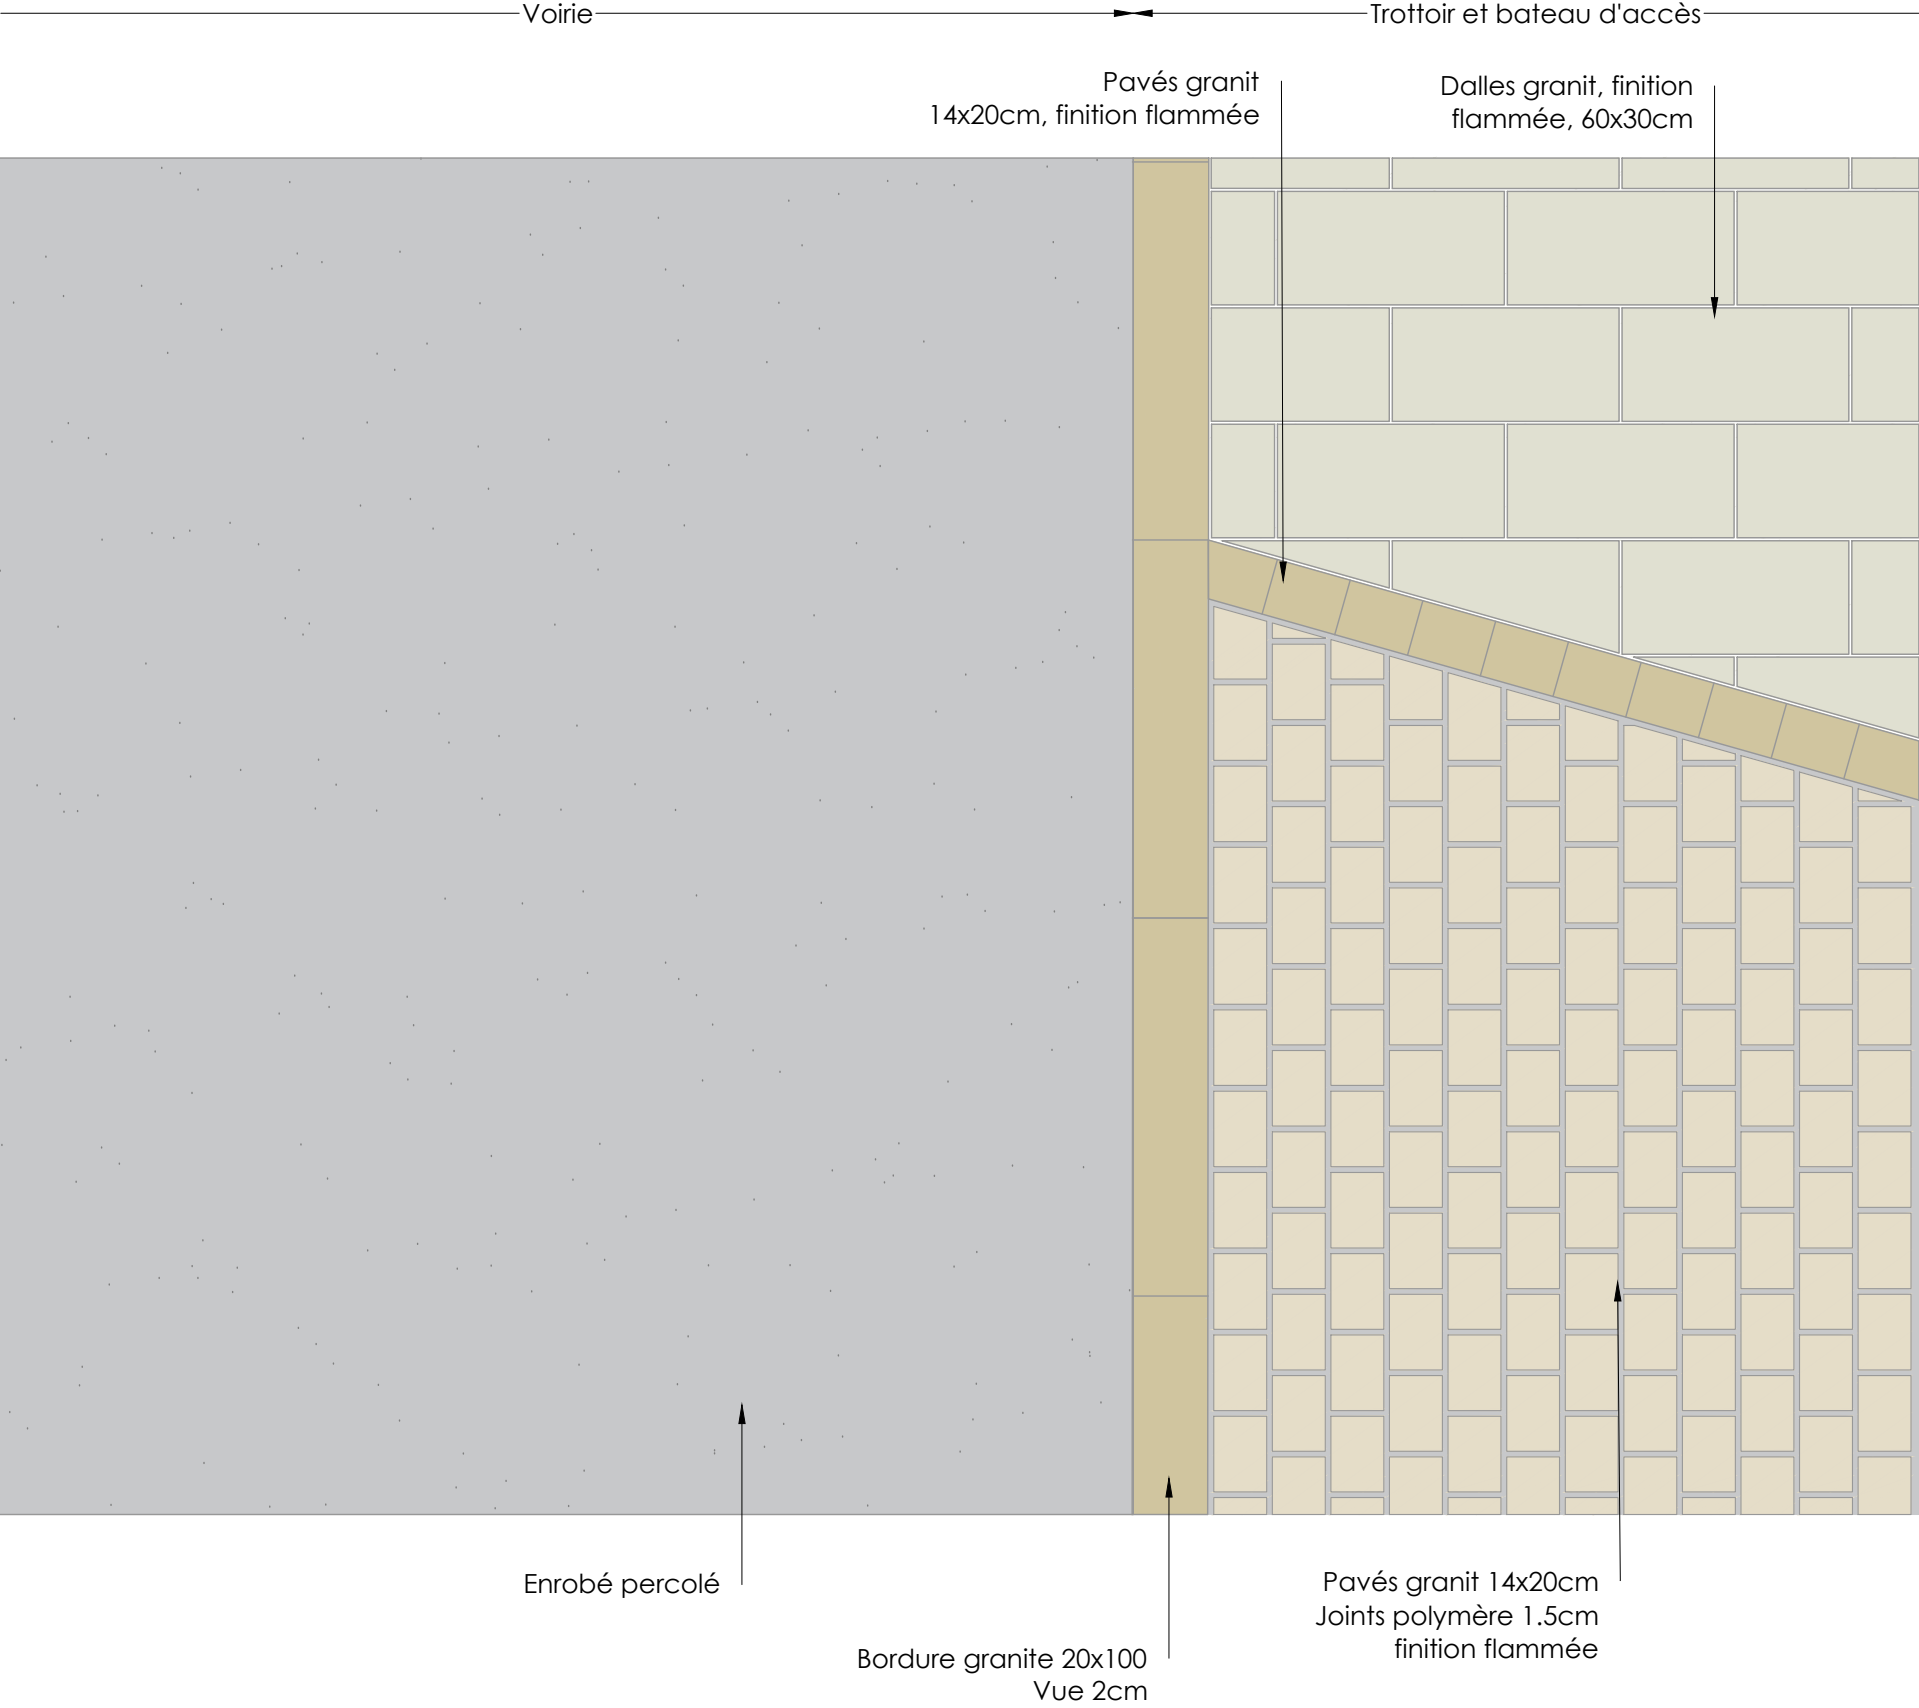 Voirie
Trottoir et bateau d'accès
Pavés granit
14x20cm, finition flammée
Dalles granit, finition
flammée, 60x30cm
Enrobé percolé
Pavés granit 14x20cm
Joints polymère 1.5cm
finition flammée
Bordure granite 20x100
Vue 2cm